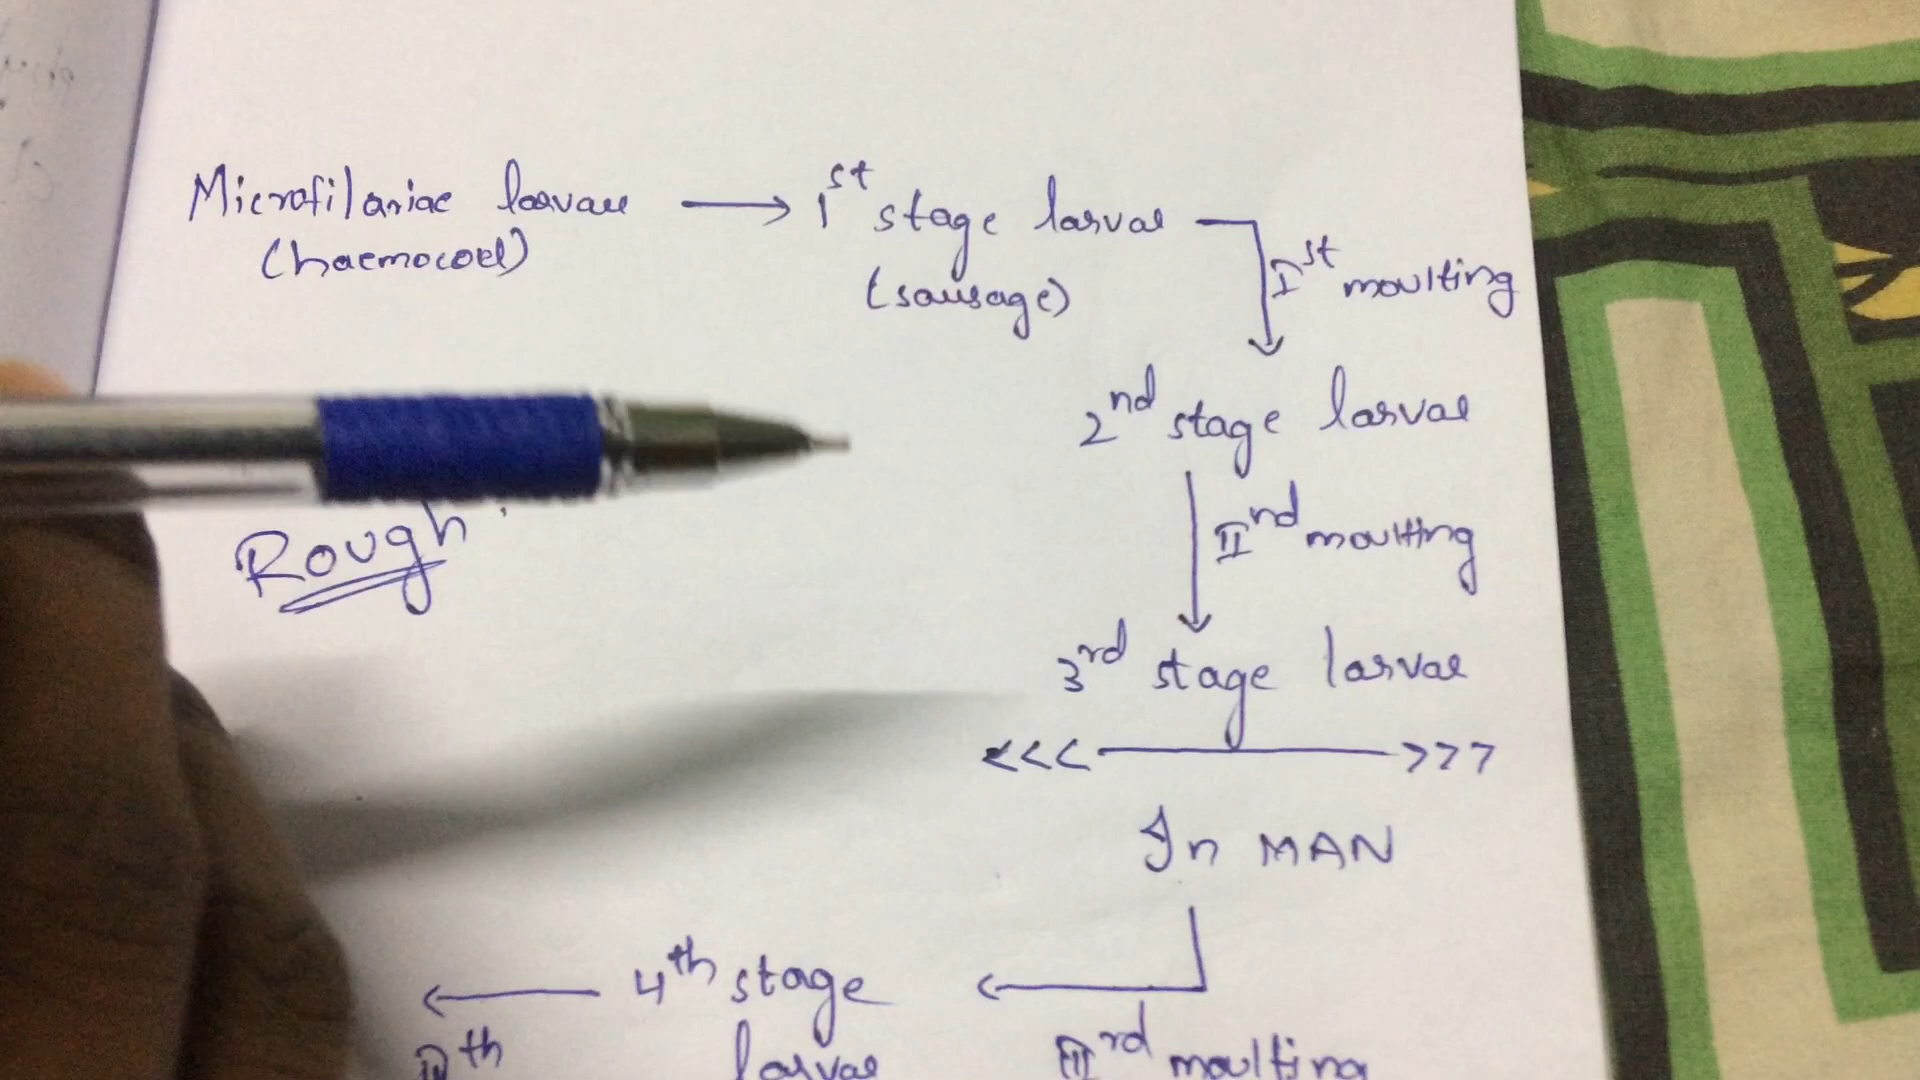 Microfilariae larvae → 1st stage larvae
(haemocoel)
(sausage)
Ist moulting
2nd stage larvae
IInd moulting
Rough
3rd stage larvae
<<< ——— >>>
In MAN
← 4th stage ←
IVth larvae IIIrd moulting